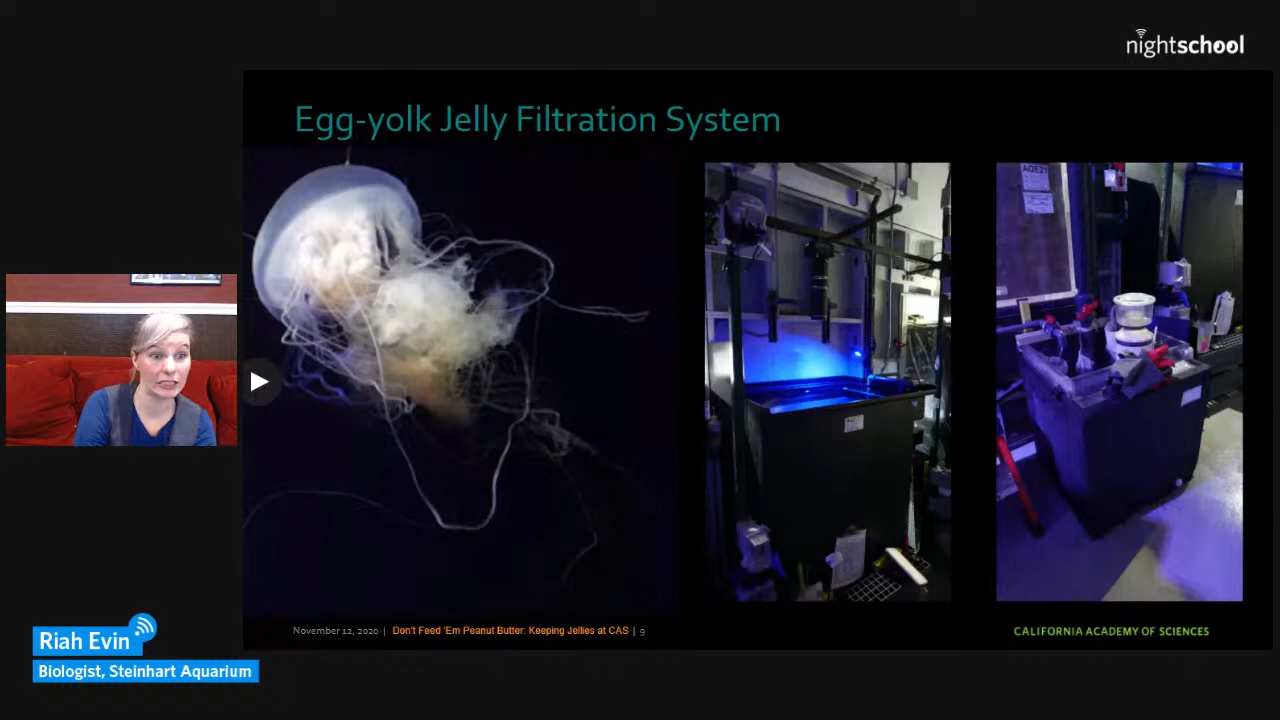 nightschool
Egg-yolk Jelly Filtration System
AQE21
November 12, 2020 | Don't Feed 'Em Peanut Butter: Keeping Jellies at CAS | 9
CALIFORNIA ACADEMY OF SCIENCES
Riah Evin
Biologist, Steinhart Aquarium